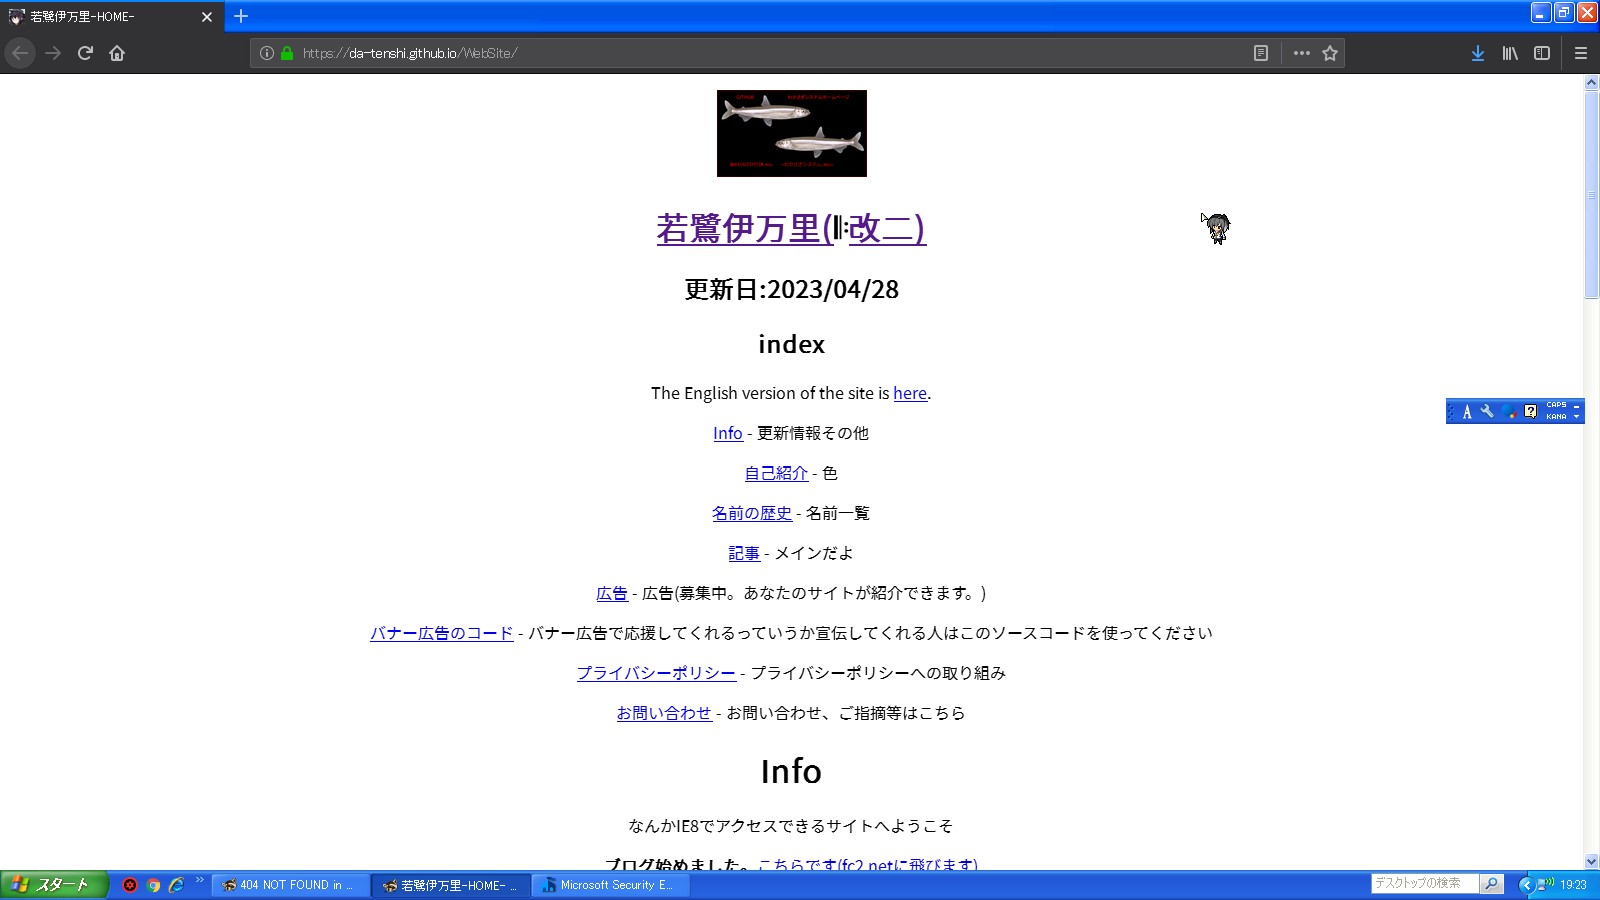 若鷺伊万里-HOME-
https://da-tenshi.github.io/WebSite/
若鷺伊万里(改二)
更新日:2023/04/28
index
The English version of the site is here.
Info - 更新情報その他
自己紹介 - 色
名前の歴史 - 名前一覧
記事 - メインだよ
広告 - 広告(募集中。あなたのサイトが紹介できます。)
バナー広告のコード - バナー広告で応援してくれるっていうか宣伝してくれる人はこのソースコードを使ってください
プライバシーポリシー - プライバシーポリシーへの取り組み
お問い合わせ - お問い合わせ、ご指摘等はこちら
Info
なんかIE8でアクセスできるサイトへようこそ
ブログ始めました。こちらです(fc2.netに飛びます)
A
CAPS
KANA
スタート
404 NOT FOUND in ...
若鷺伊万里-HOME- ...
Microsoft Security E...
デスクトップの検索
19:23